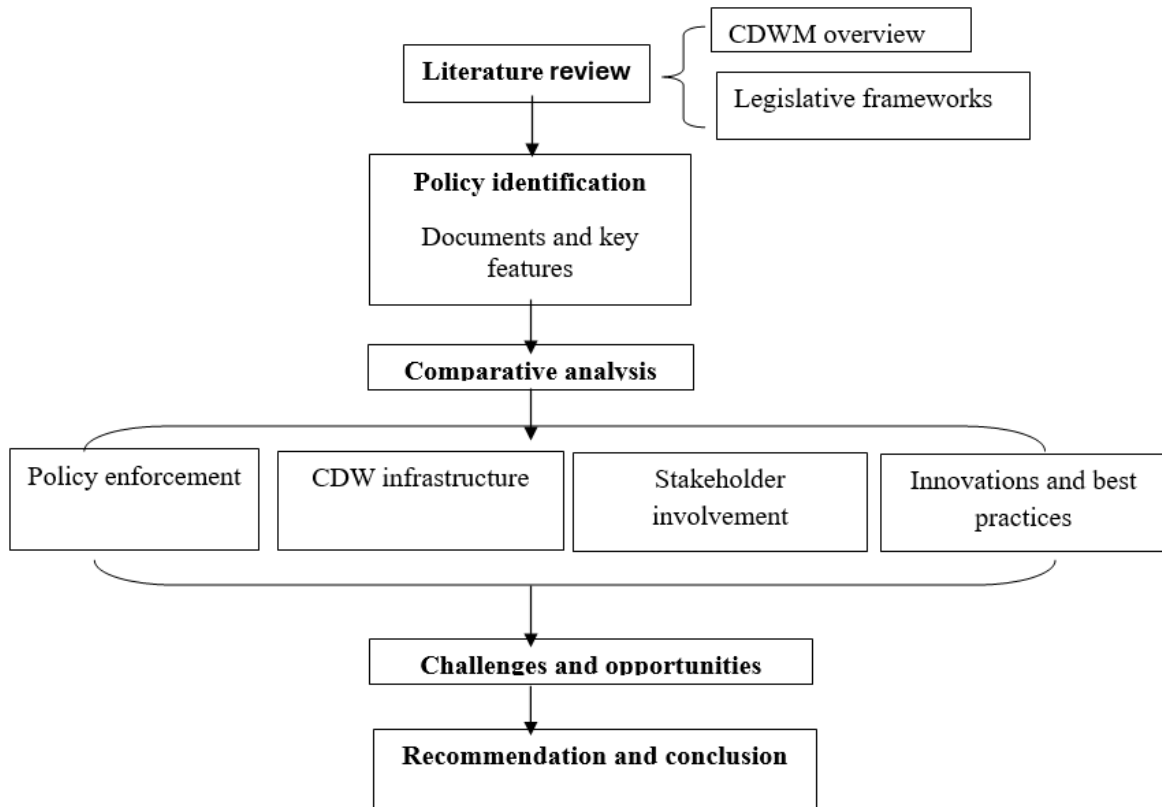 CDWM overview
Literature review
Legislative frameworks
Policy identification
Documents and key
features
Comparative analysis
Policy enforcement
CDW infrastructure
Stakeholder
involvement
Innovations and best
practices
Challenges and opportunities
Recommendation and conclusion